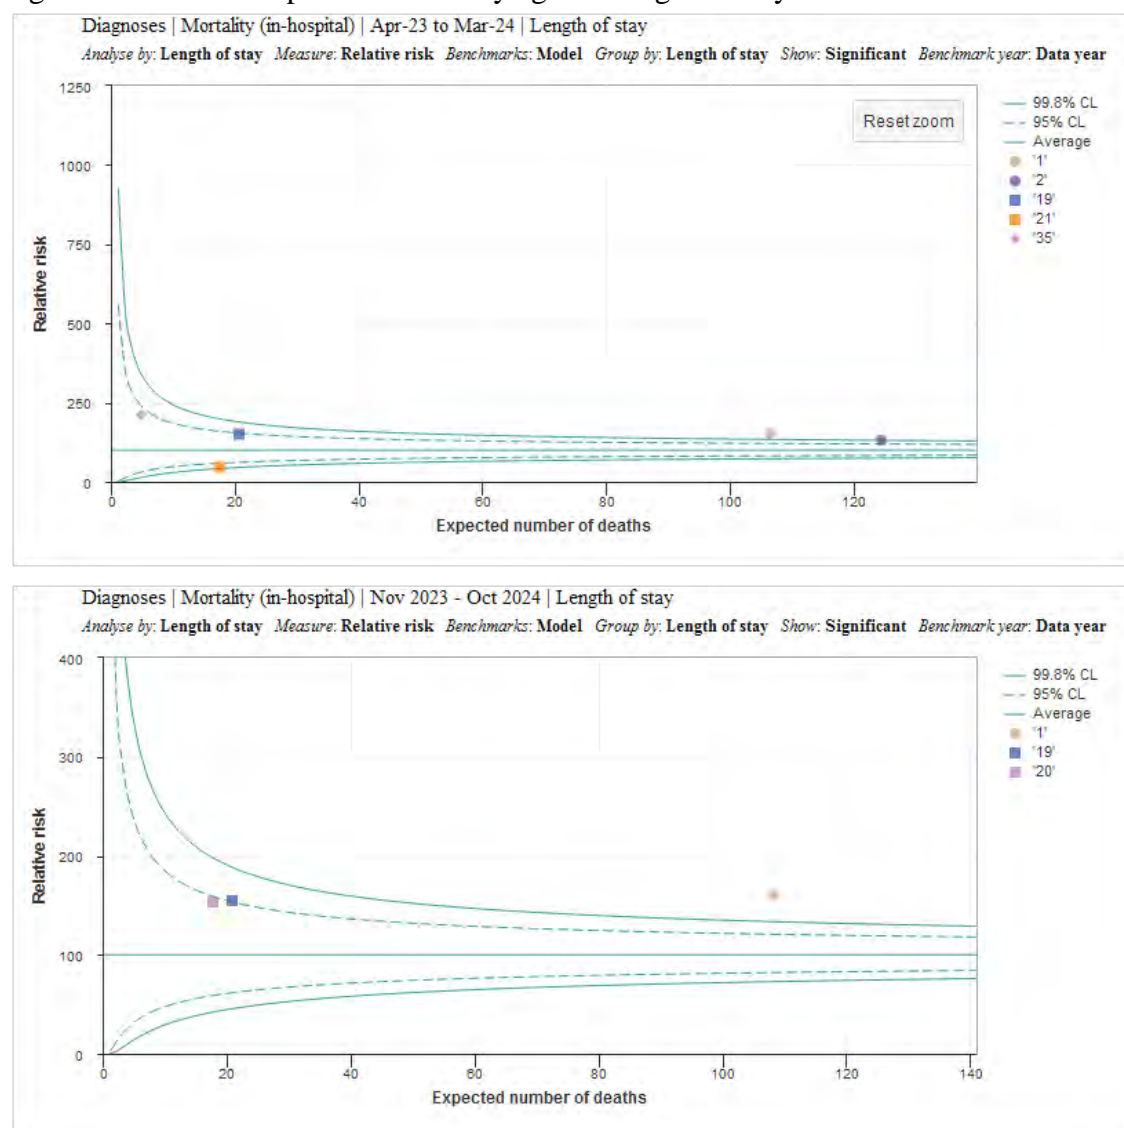 Diagnoses | Mortality (in-hospital) | Apr-23 to Mar-24 | Length of stay
Analyse by: Length of stay Measure: Relative risk Benchmarks: Model Group by: Length of stay Show: Significant Benchmark year: Data year
Reset zoom
99.8% CL
95% CL
Average
'1'
'2'
'19'
'21'
'35'
Relative risk
1250
1000
750
500
250
0
0 20 40 60 80 100 120
Expected number of deaths
Diagnoses | Mortality (in-hospital) | Nov 2023 - Oct 2024 | Length of stay
Analyse by: Length of stay Measure: Relative risk Benchmarks: Model Group by: Length of stay Show: Significant Benchmark year: Data year
99.8% CL
95% CL
Average
'1'
'19'
'20'
Relative risk
400
300
200
100
0
0 20 40 60 80 100 120 140
Expected number of deaths